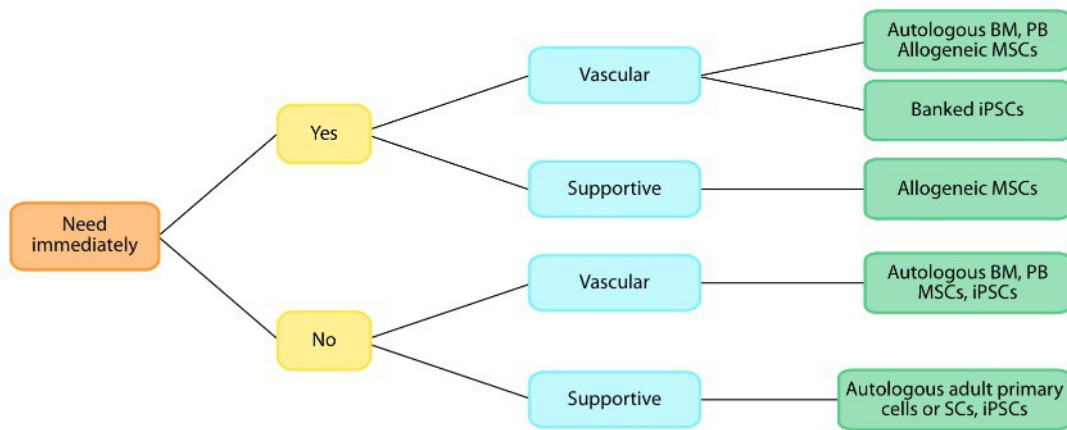 Need
immediately
Yes
No
Vascular
Supportive
Vascular
Supportive
Autologous BM, PB
Allogeneic MSCs
Banked iPSCs
Allogeneic MSCs
Autologous BM, PB
MSCs, iPSCs
Autologous adult primary
cells or SCs, iPSCs